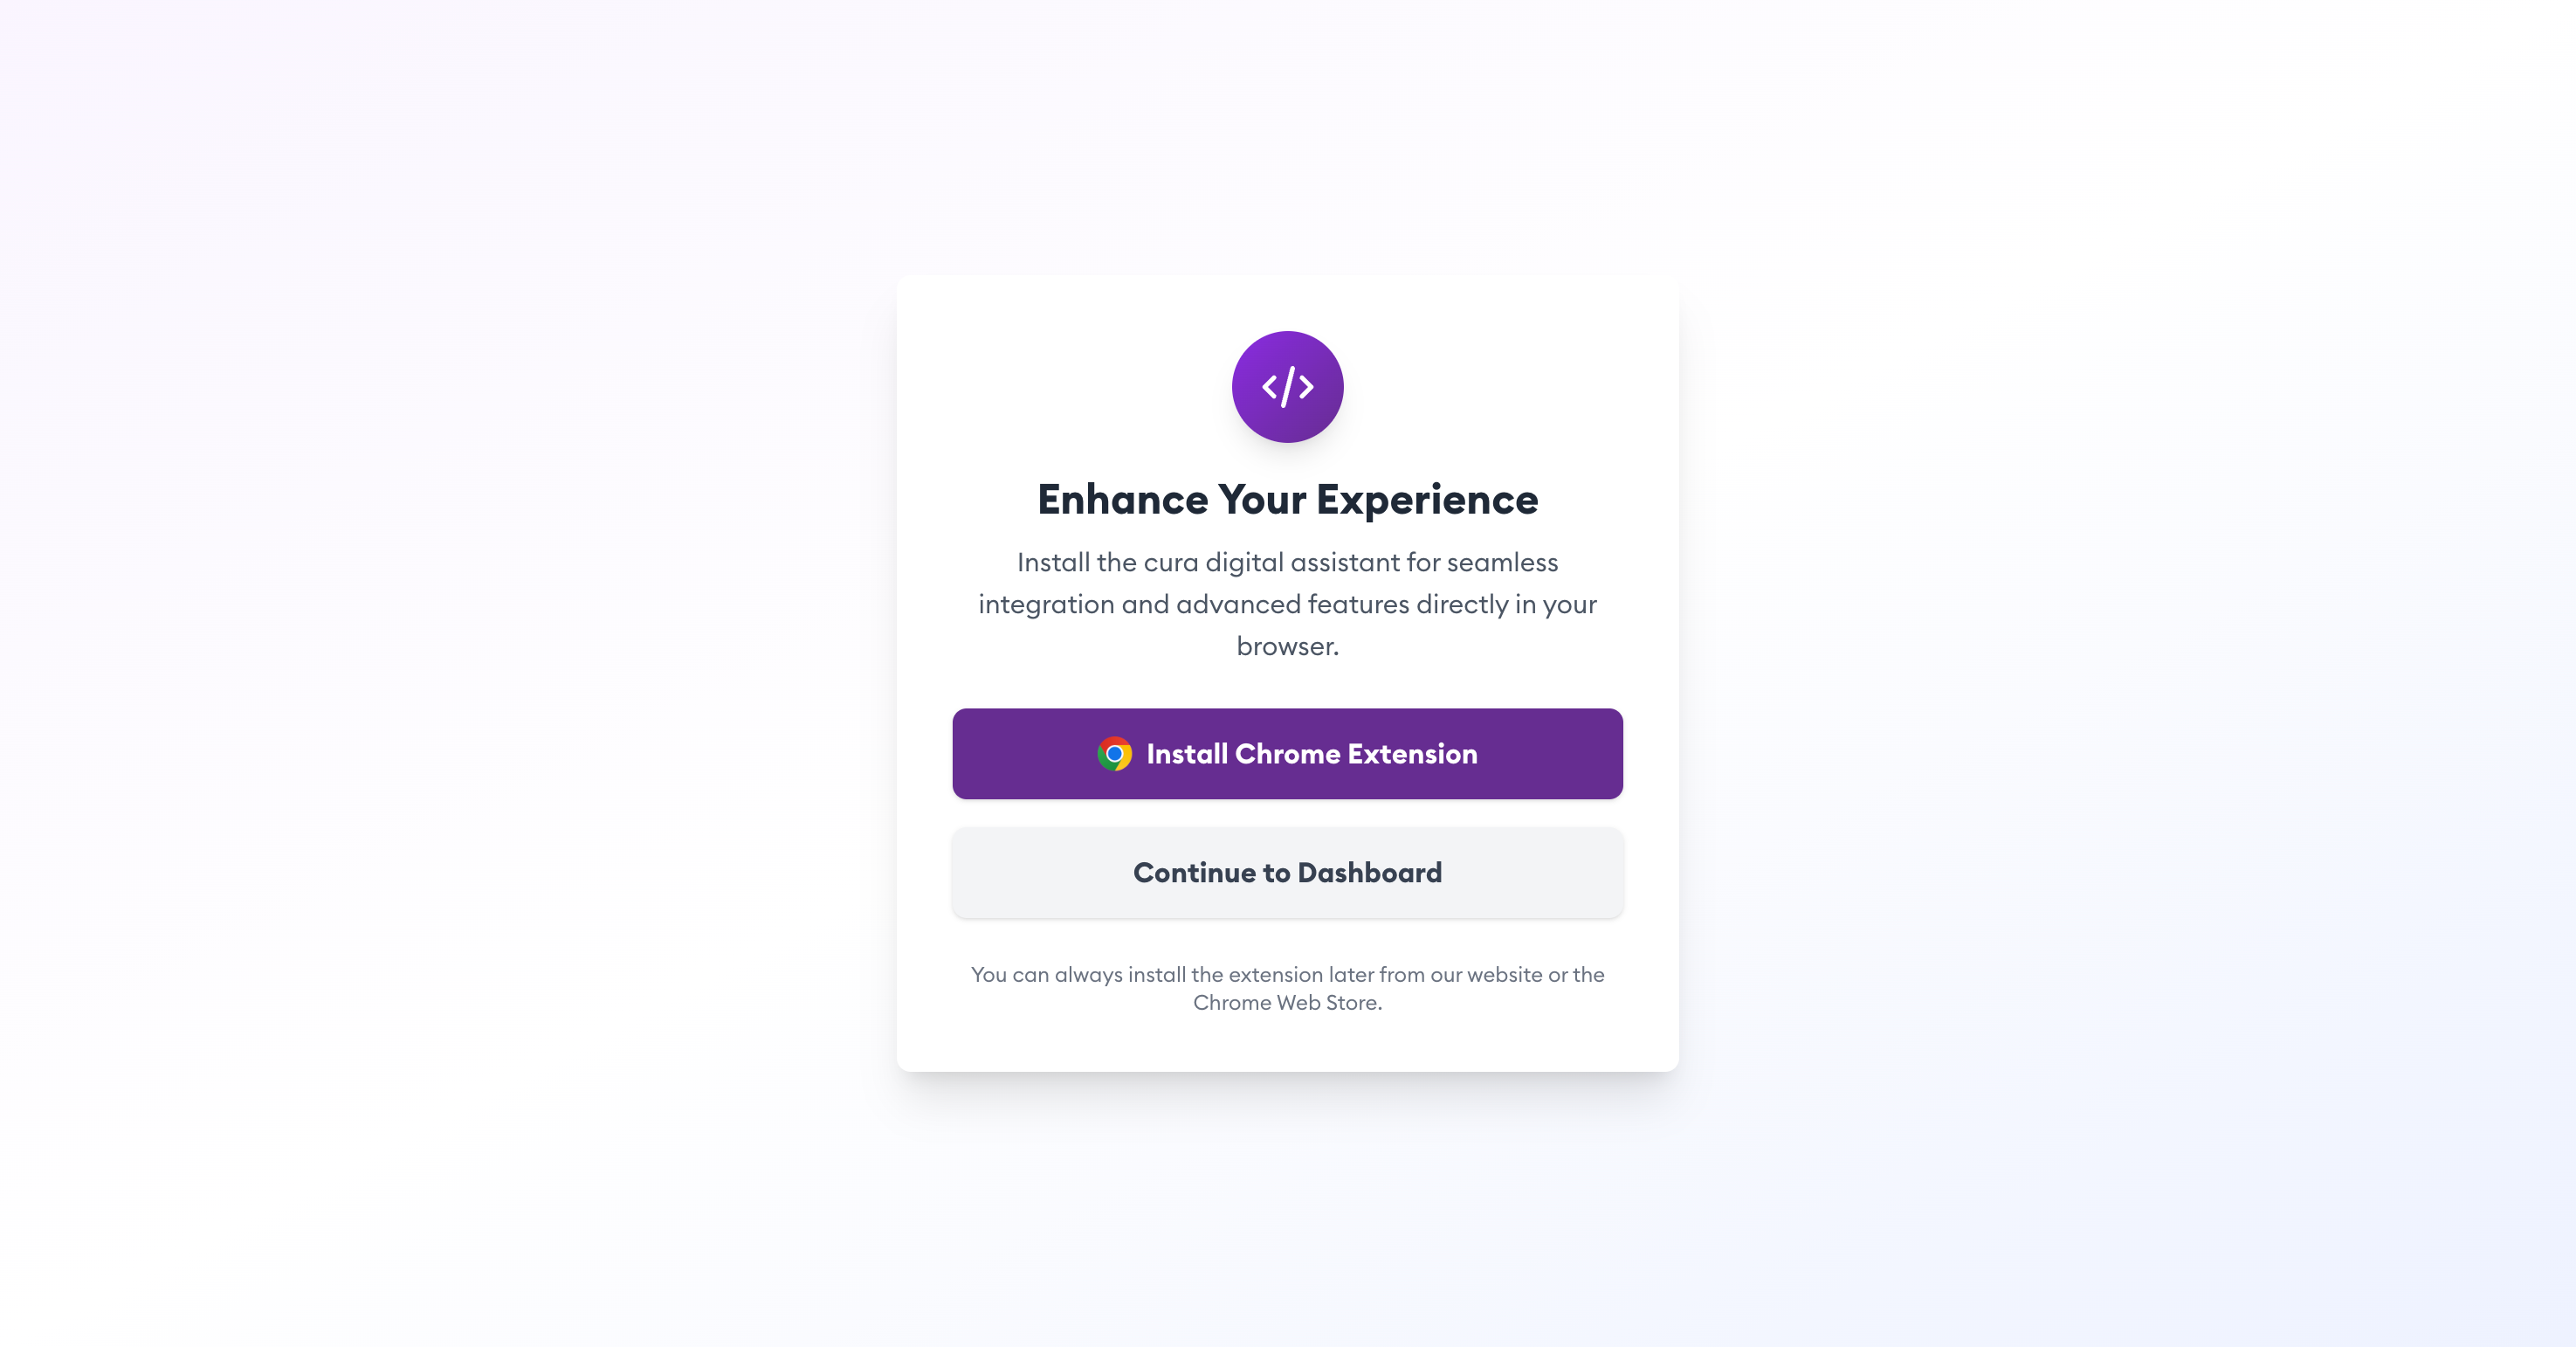 Enhance Your Experience
Install the cura digital assistant for seamless
integration and advanced features directly in your
browser.
Install Chrome Extension
Continue to Dashboard
You can always install the extension later from our website or the
Chrome Web Store.